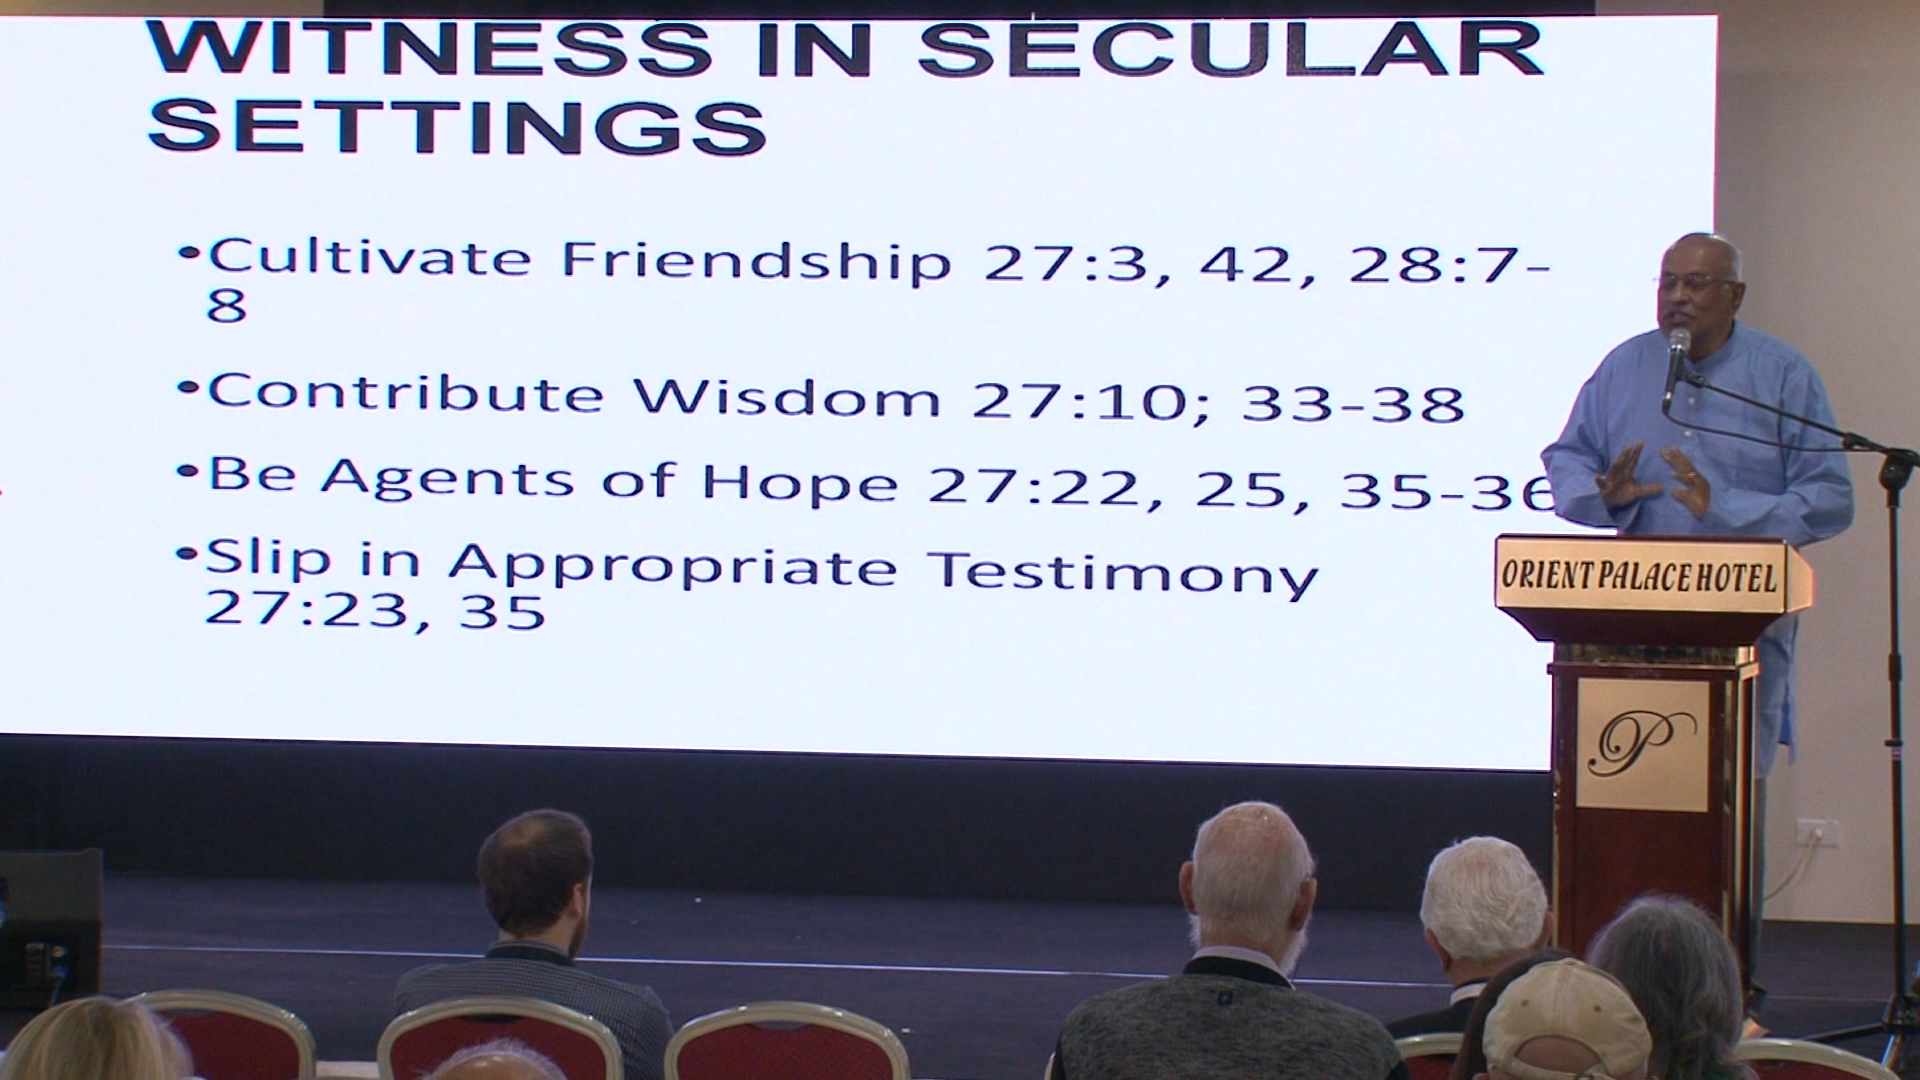 WITNESS IN SECULAR
SETTINGS
•Cultivate Friendship 27:3, 42, 28:7-
8
•Contribute Wisdom 27:10; 33-38
•Be Agents of Hope 27:22, 25, 35-36
•Slip in Appropriate Testimony
27:23, 35
ORIENT PALACE HOTEL
P